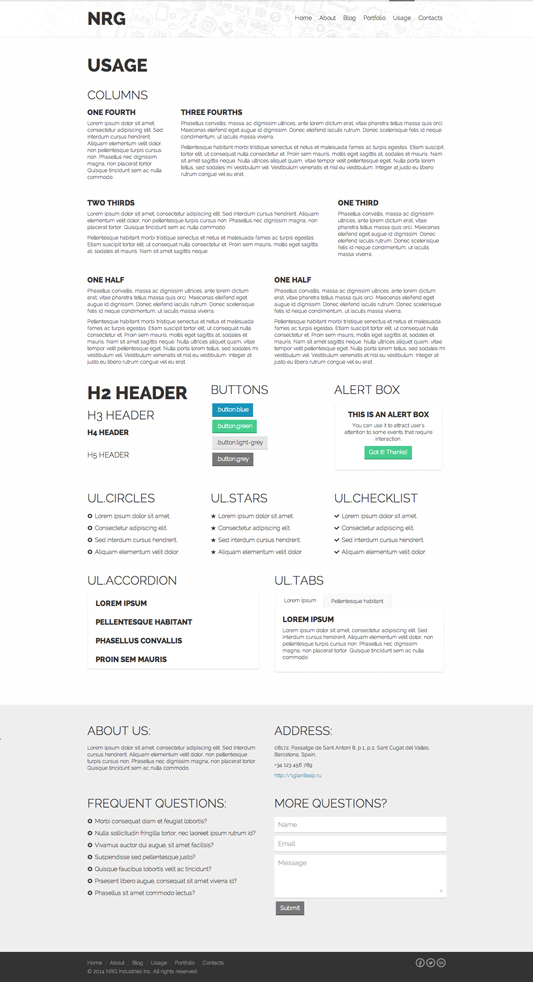 NRG
Home About Blog Portfolio Usage Contacts
USAGE
COLUMNS
ONE FOURTH
Lorem ipsum dolor sit amet,
consectetur adipiscing elit. Sed
interdum cursus hendrerit.
Aliquam elementum velit
dolor, non pellentesque turpis
cursus non. Phasellus nec
dignissim magna, non placerat
tortor. Quisque tincidunt sem
ac nulla commodo.
THREE FOURTHS
Phasellus convallis, massa ac dignissim ultrices, ante lorem dictum erat, vitae pharetra tellus massa quis orci.
Maecenas eleifend eget augue id dignissim. Donec eleifend iaculis rutrum. Donec scelerisque felis id neque
condimentum, ut iaculis mauris viverra.
Pellentesque habitant morbi tristique senectus et netus et malesuada fames ac turpis egestas. Etiam suscipit
tortor elit, ut consequat nulla consectetur et. Proin sem mauris, mollis eget sagittis at, sodales et mauris. Nam
sit amet sagittis neque. Nulla ultrices aliquet quam, vitae tempor velit pellentesque eget. Nulla porta lorem
tellus, sed sodales mi vestibulum vel. Vestibulum venenatis et nisl eu vestibulum. Integer at justo eu libero
vestibulum rutrum quis vel eu erat.
TWO THIRDS
Lorem ipsum dolor sit amet, consectetur adipiscing elit. Sed interdum cursus hendrerit. Aliquam
elementum velit dolor, non pellentesque turpis cursus non. Phasellus nec dignissim magna, non
placerat tortor. Quisque tincidunt sem ac nulla commodo.
Pellentesque habitant morbi tristique senectus et netus et malesuada fames ac turpis egestas.
Etiam suscipit tortor elit, ut consequat nulla consectetur et. Proin sem mauris, mollis eget sagittis
at, sodales et mauris. Nam sit amet sagittis neque
ONE THIRD
Phasellus convallis, massa ac dignissim
ultrices, ante lorem dictum erat, vitae
pharetra tellus massa quis orci. Maecenas
eleifend eget augue id dignissim. Donec
eleifend iaculis rutrum. Donec scelerisque
felis id neque condimentum, ut iaculis
mauris viverra.
ONE HALF
Phasellus convallis, massa ac dignissim ultrices, ante lorem dictum
erat, vitae pharetra tellus massa quis orci. Maecenas eleifend eget
augue id dignissim. Donec eleifend iaculis rutrum. Donec scelerisque
felis id neque condimentum, ut iaculis mauris viverra.
Pellentesque habitant morbi tristique senectus et netus et malesuada
fames ac turpis egestas. Etiam suscipit tortor elit, ut consequat nulla
consectetur et. Proin sem mauris, mollis eget sagittis at, sodales et
mauris. Nam sit amet sagittis neque. Nulla ultrices aliquet quam, vitae
tempor velit pellentesque eget. Nulla porta lorem tellus, sed sodales mi
vestibulum vel. Vestibulum venenatis et nisl eu vestibulum. Integer at
justo eu libero vestibulum rutrum quis vel eu erat.
ONE HALF
Phasellus convallis, massa ac dignissim ultrices, ante lorem dictum
erat, vitae pharetra tellus massa quis orci. Maecenas eleifend eget
augue id dignissim. Donec eleifend iaculis rutrum. Donec scelerisque
felis id neque condimentum, ut iaculis mauris viverra.
Pellentesque habitant morbi tristique senectus et netus et malesuada
fames ac turpis egestas. Etiam suscipit tortor elit, ut consequat nulla
consectetur et. Proin sem mauris, mollis eget sagittis at, sodales et
mauris. Nam sit amet sagittis neque. Nulla ultrices aliquet quam, vitae
tempor velit pellentesque eget. Nulla porta lorem tellus, sed sodales mi
vestibulum vel. Vestibulum venenatis et nisl eu vestibulum. Integer at
justo eu libero vestibulum rutrum quis vel eu erat.
H2 HEADER
H3 HEADER
H4 HEADER
H5 HEADER
BUTTONS
.button.blue
.button.green
.button.light-grey
.button.grey
ALERT BOX
THIS IS AN ALERT BOX
You can use it to attract user's
attention to some events that require
interaction.
Got it! Thanks!
UL.CIRCLES
Lorem ipsum dolor sit amet.
Consectetur adipiscing elit.
Sed interdum cursus hendrerit.
Aliquam elementum velit dolor
UL.STARS
Lorem ipsum dolor sit amet.
Consectetur adipiscing elit.
Sed interdum cursus hendrerit.
Aliquam elementum velit dolor
UL.CHECKLIST
Lorem ipsum dolor sit amet.
Consectetur adipiscing elit.
Sed interdum cursus hendrerit.
Aliquam elementum velit dolor
UL.ACCORDION
LOREM IPSUM
PELLENTESQUE HABITANT
PHASELLUS CONVALLIS
PROIN SEM MAURIS
UL.TABS
Lorem ipsum Pellentesque habitant
LOREM IPSUM
Lorem ipsum dolor sit amet, consectetur adipiscing elit. Sed
interdum cursus hendrerit. Aliquam elementum velit dolor, non
pellentesque turpis cursus non. Phasellus nec dignissim
magna, non placerat tortor. Quisque tincidunt sem ac nulla
commodo.
ABOUT US:
Lorem ipsum dolor sit amet, consectetur adipiscing elit. Sed
interdum cursus hendrerit. Aliquam elementum velit dolor, non
pellentesque turpis cursus non. Phasellus nec dignissim
magna, non placerat tortor. Quisque tincidunt sem ac nulla
commodo.
ADDRESS:
08172, Passatge de Sant Antoni 8, p.1, p.2, Sant Cugat del Valles,
Barcelona, Spain.
+34 123 456 789
FREQUENT QUESTIONS:
Morbi consequat diam et feugiat lobortis?
Nulla sollicitudin fringilla tortor, nec laoreet ipsum rutrum id?
Vivamus auctor dui augue, sit amet facilisis?
Suspendisse sed pellentesque justo?
Quisque faucibus lobortis velit ac tincidunt?
Praesent libero augue, consequat sit amet viverra id?
Phasellus sit amet commodo lectus?
MORE QUESTIONS?
Name
Email
Message
Submit
Home About Blog Usage Portfolio Contacts
© 2014 NRG Industries Inc. All rights reserved.